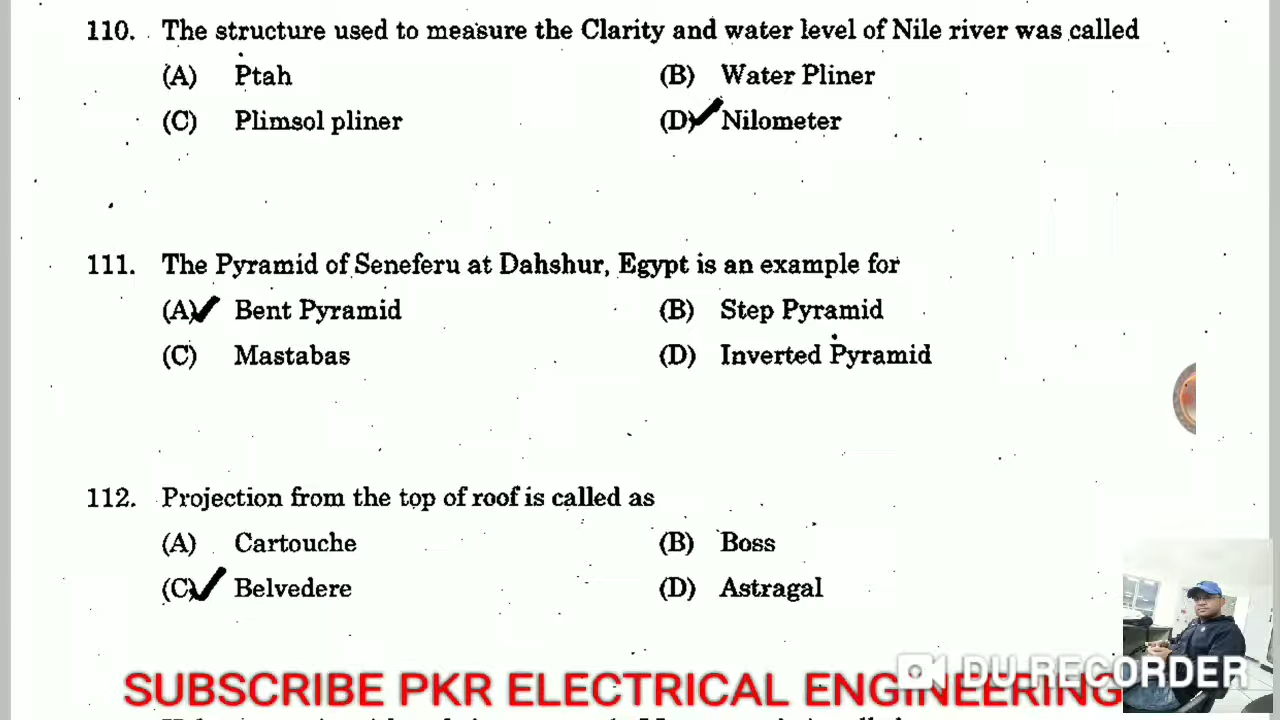 110. The structure used to measure the Clarity and water level of Nile river was called
(A) Ptah (B) Water Pliner
(C) Plimsol pliner (D) Nilometer
111. The Pyramid of Seneferu at Dahshur, Egypt is an example for
(A) Bent Pyramid (B) Step Pyramid
(C) Mastabas (D) Inverted Pyramid
112. Projection from the top of roof is called as
(A) Cartouche (B) Boss
(C) Belvedere (D) Astragal
SUBSCRIBE PKR ELECTRICAL ENGINEERING
DU RECORDER